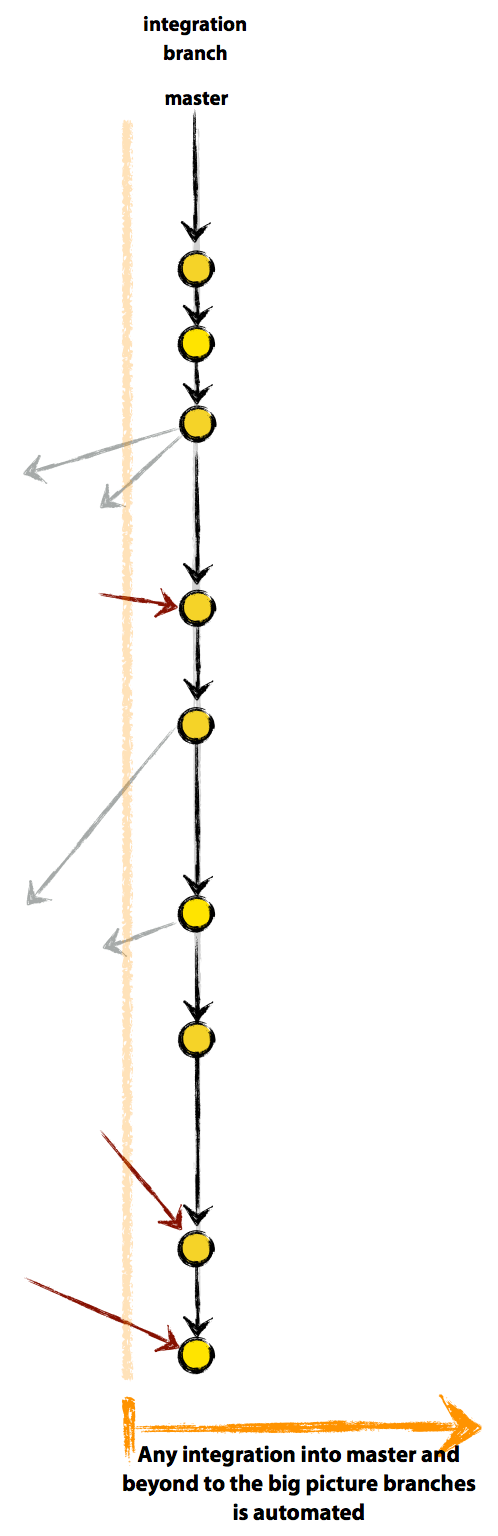 integration
branch
master
Any integration into master and
beyond to the big picture branches
is automated